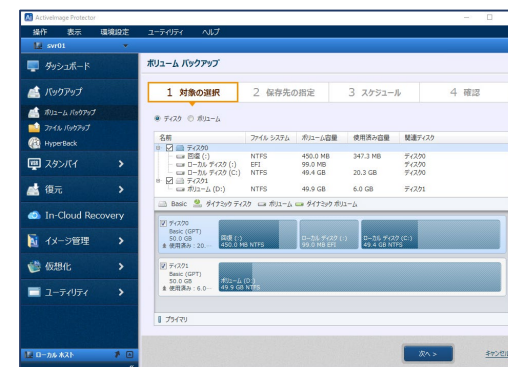 ActiveImage Protector
操作 表示 環境設定 ユーティリティ ヘルプ
svr01
ダッシュボード
バックアップ
ボリューム バックアップ
ファイル バックアップ
HyperBack
スタンバイ
復元
In-Cloud Recovery
イメージ管理
仮想化
ユーティリティ
ローカル ホスト
ボリューム バックアップ
1 対象の選択 2 保存先の指定 3 スケジュール 4 確認
ディスク ボリューム
名前 ファイル システム ボリューム容量 使用済み容量 関連ディスク
ディスク0
回復 (:) NTFS 450.0 MB 347.3 MB ディスク0
ローカル ディスク (:) EFI 99.0 MB ディスク0
ローカル ディスク (C:) NTFS 49.4 GB 20.3 GB ディスク0
ディスク1
ボリューム (D:) NTFS 49.9 GB 6.0 GB ディスク1
Basic ダイナミック ディスク ボリューム ダイナミック ボリューム
ディスク0
Basic (GPT)
50.0 GB 回復 (:) ローカル ディスク (:) ローカル ディスク (C:)
使用済み : 20.… 450.0 MB NTFS 99.0 MB EFI 49.4 GB NTFS
ディスク1
Basic (GPT)
50.0 GB ボリューム (D:)
使用済み : 6.0… 49.9 GB NTFS
プライマリ
次へ > キャンセル